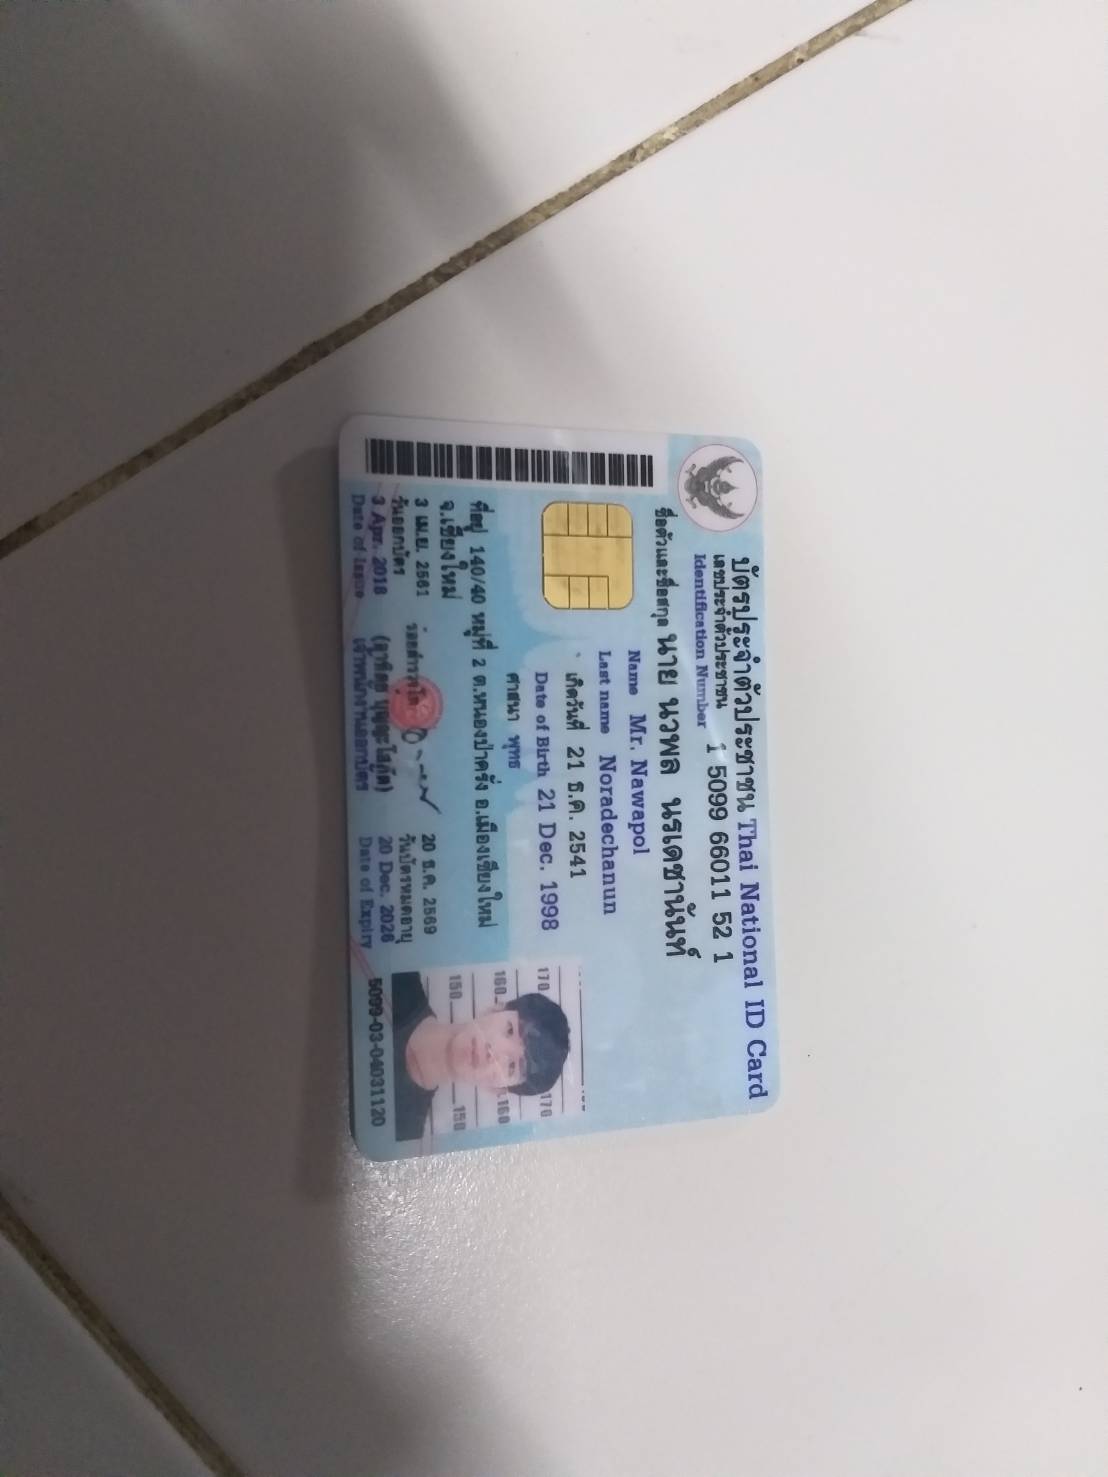 บัตรประจำตัวประชาชน Thai National ID Card
เลขประจำตัวประชาชน
Identification Number 1 5099 66011 52 1
ชื่อตัวและชื่อสกุล นาย นวพล นรเดชานันท์
Name Mr. Nawapol
Last name Noradechanun
เกิดวันที่ 21 ธ.ค. 2541
Date of Birth 21 Dec. 1998
ศาสนา พุทธ
ที่อยู่ 140/40 หมู่ที่ 2 ต.หนองป่าครั่ง อ.เมืองเชียงใหม่
จ.เชียงใหม่
3 เม.ย. 2561
วันออกบัตร
3 Apr. 2018
Date of Issue
ร้อยตำรวจโท
เจ้าพนักงานออกบัตร
20 ธ.ค. 2569
วันบัตรหมดอายุ
20 Dec. 2026
Date of Expiry
170 170
160 160
150 150
5099-03-04031120